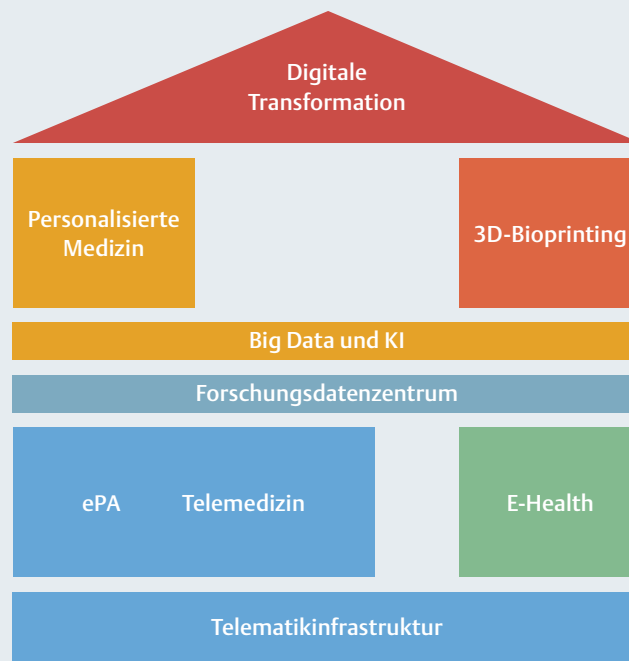 Digitale
Transformation
Personalisierte
Medizin
3D-Bioprinting
Big Data und KI
Forschungsdatenzentrum
ePA Telemedizin
E-Health
Telematikinfrastruktur